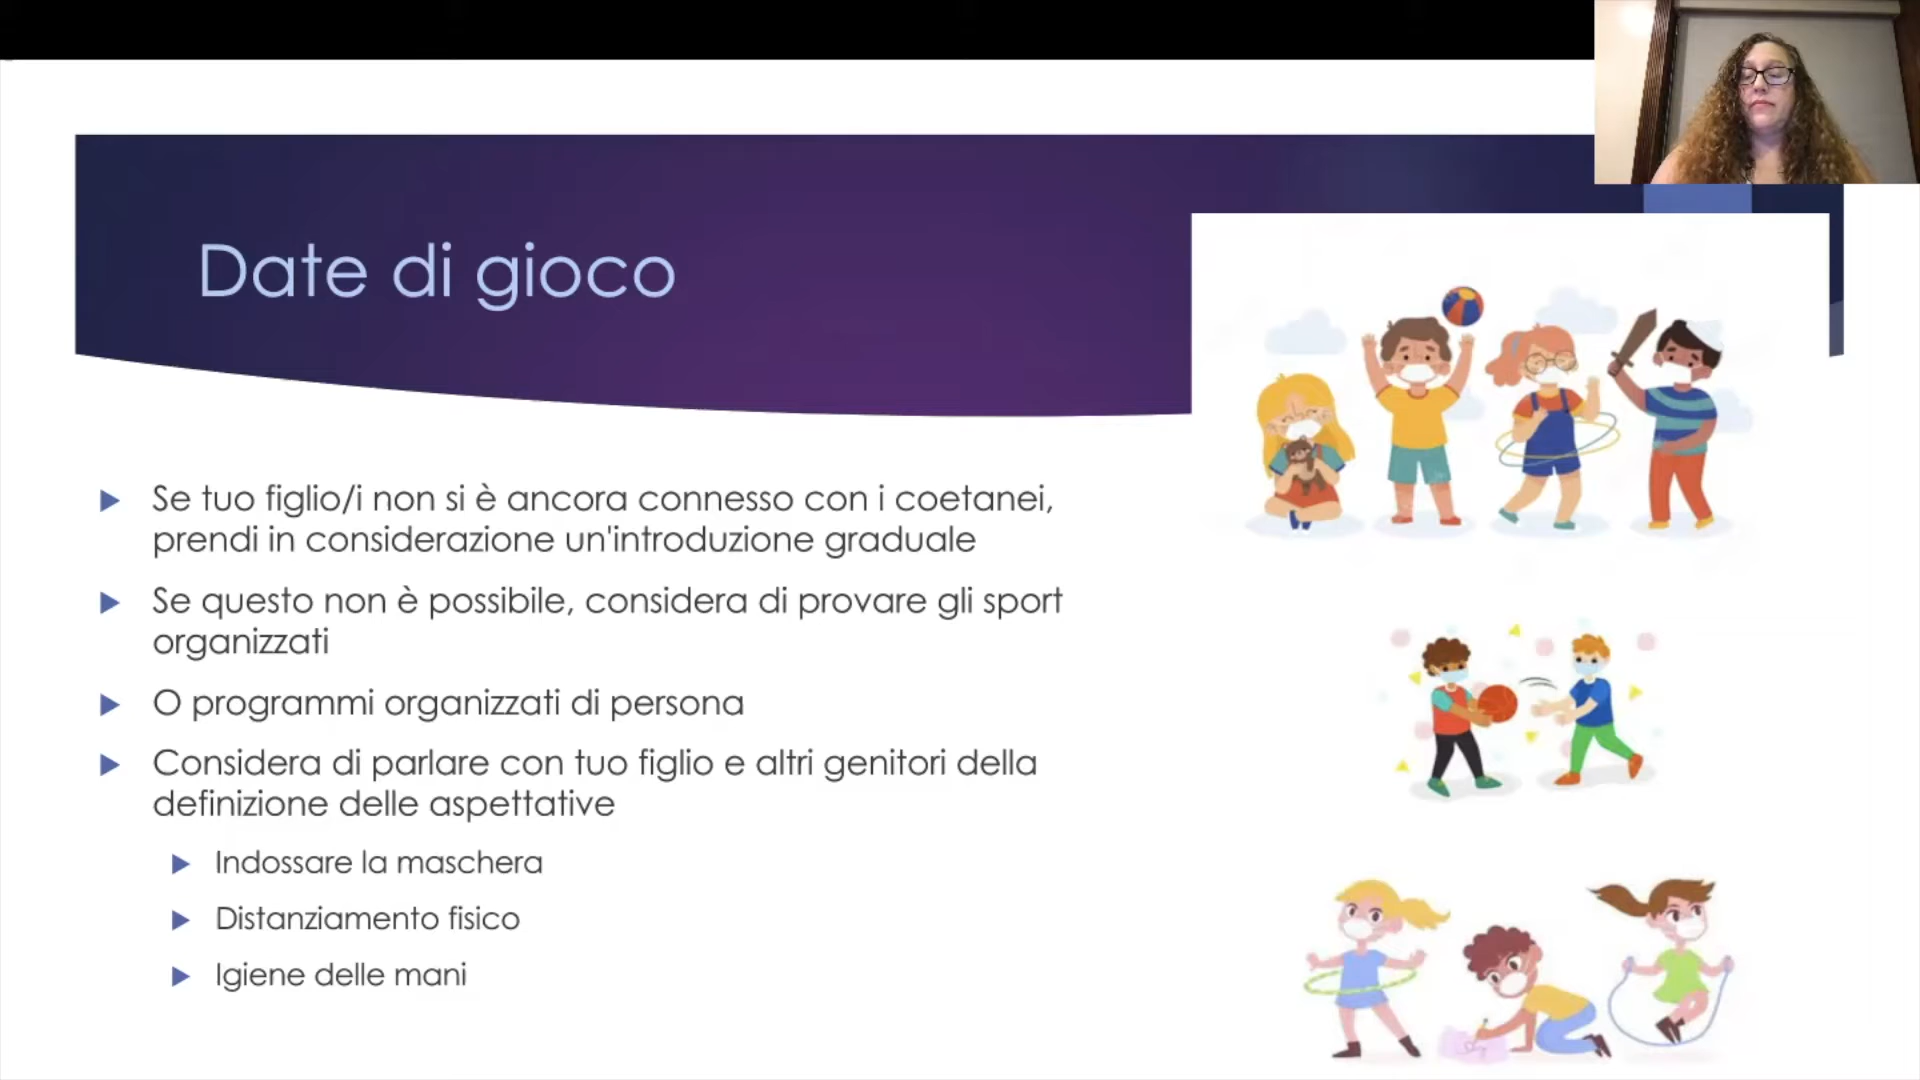 Date di gioco
Se tuo figlio/i non si è ancora connesso con i coetanei,
prendi in considerazione un'introduzione graduale
Se questo non è possibile, considera di provare gli sport
organizzati
O programmi organizzati di persona
Considera di parlare con tuo figlio e altri genitori della
definizione delle aspettative
Indossare la maschera
Distanziamento fisico
Igiene delle mani